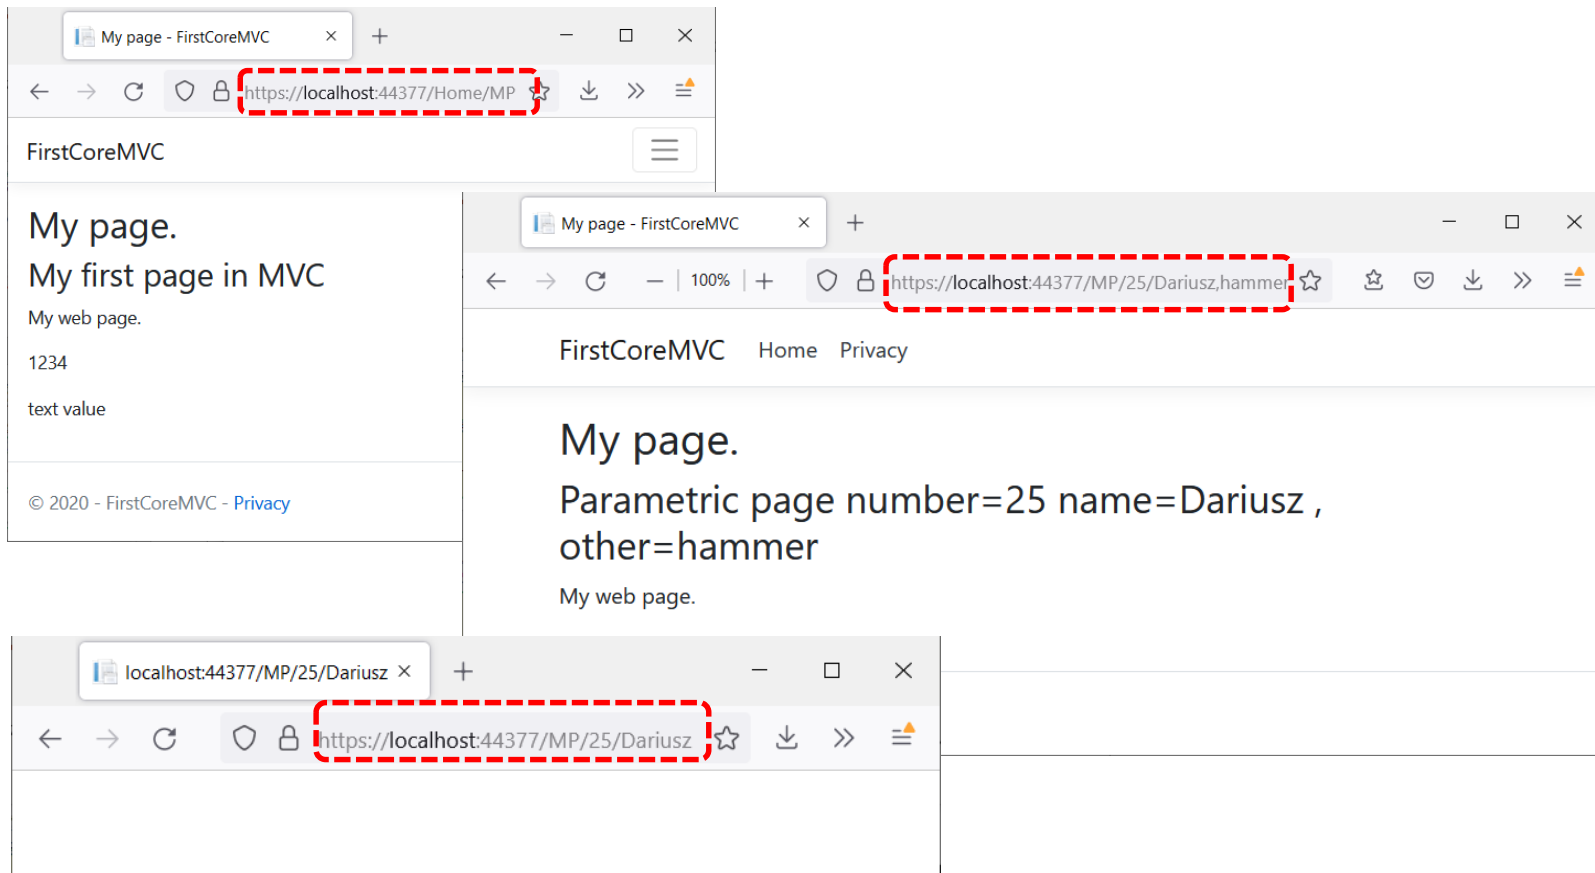 My page - FirstCoreMVC
https://localhost:44377/Home/MP
FirstCoreMVC
My page.
My first page in MVC
My web page.
1234
text value
© 2020 - FirstCoreMVC - Privacy
My page - FirstCoreMVC
100%
https://localhost:44377/MP/25/Dariusz,hammer
FirstCoreMVC Home Privacy
My page.
Parametric page number=25 name=Dariusz ,
other=hammer
My web page.
localhost:44377/MP/25/Dariusz
https://localhost:44377/MP/25/Dariusz